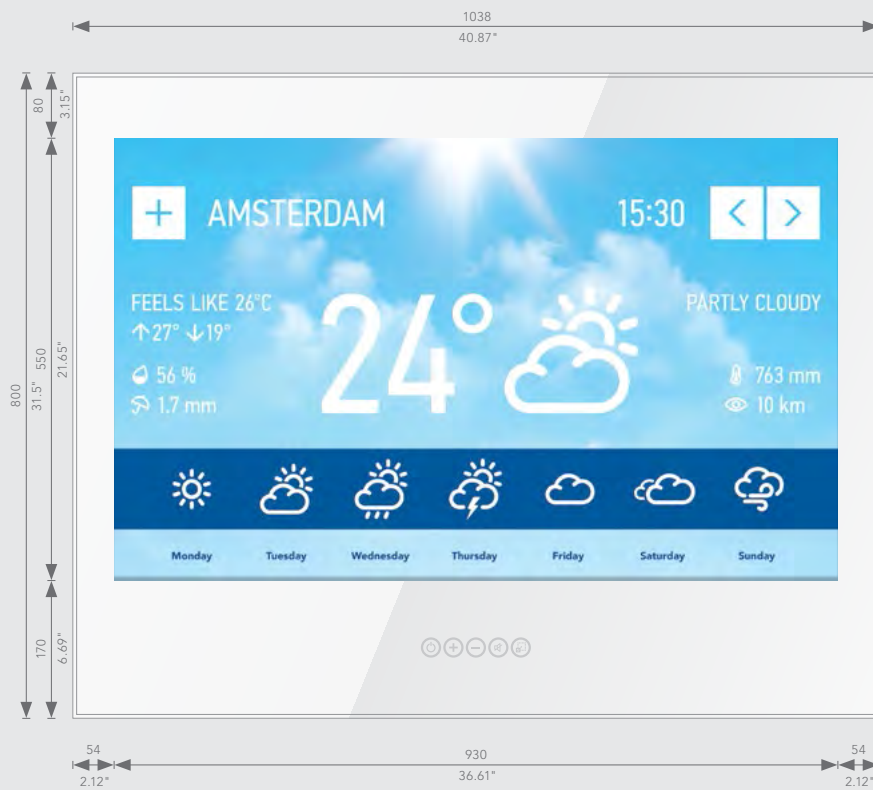 1038
40.87"
80
3.15"
AMSTERDAM 15:30
FEELS LIKE 26°C
↑27° ↓19°
56 %
1.7 mm
24°
PARTLY CLOUDY
763 mm
10 km
800
31.5"
550
21.65"
Monday Tuesday Wednesday Thursday Friday Saturday Sunday
170
6.69"
54
2.12"
930
36.61"
54
2.12"